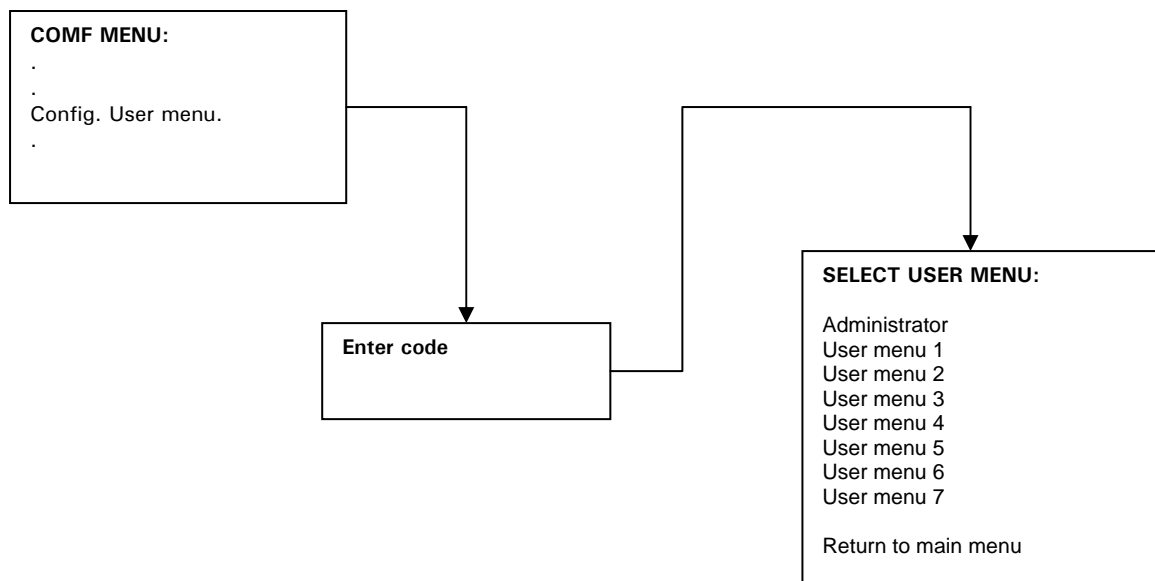 COMF MENU:
.
.
Config. User menu.
.
Enter code
SELECT USER MENU:
Administrator
User menu 1
User menu 2
User menu 3
User menu 4
User menu 5
User menu 6
User menu 7
Return to main menu